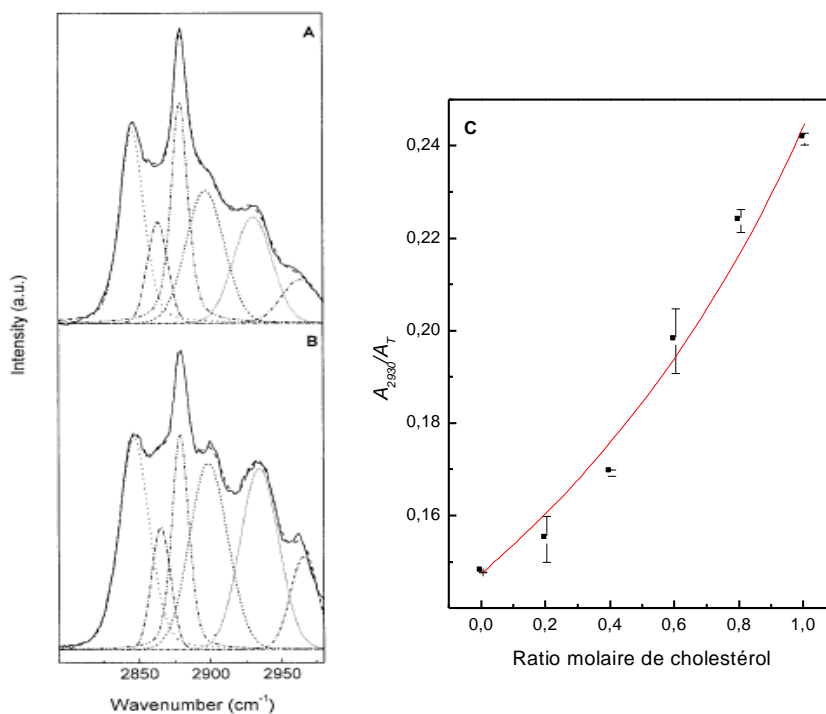 A
B
Intensity (a.u.)
2850 2900 2950
Wavenumber (cm⁻¹)
C
0,24
0,22
0,20
0,18
0,16
A₂₉₃₀/A_T
0,0 0,2 0,4 0,6 0,8 1,0
Ratio molaire de cholestérol